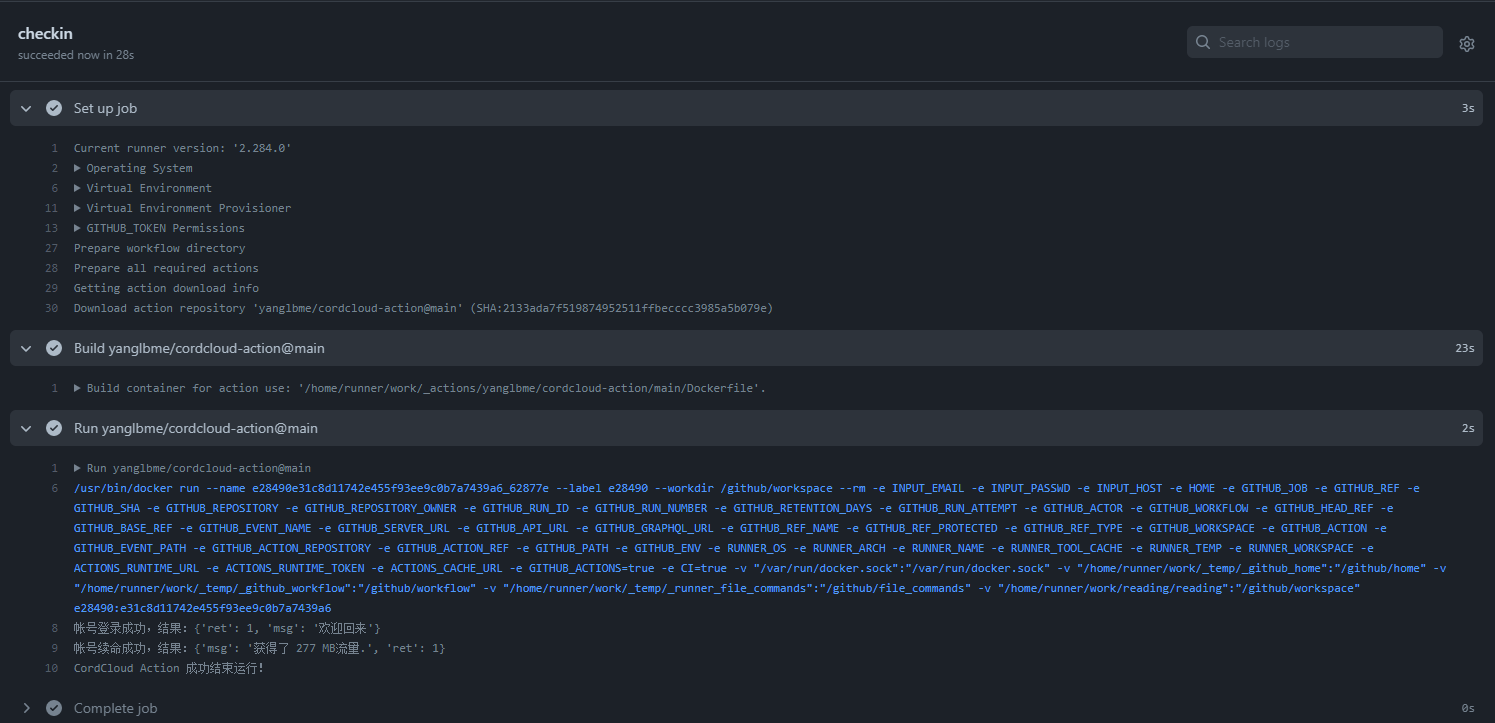 checkin
succeeded now in 28s
Search logs
Set up job 3s
1 Current runner version: '2.284.0'
2 Operating System
6 Virtual Environment
11 Virtual Environment Provisioner
13 GITHUB_TOKEN Permissions
27 Prepare workflow directory
28 Prepare all required actions
29 Getting action download info
30 Download action repository 'yanglbme/cordcloud-action@main' (SHA:2133ada7f519874952511ffbecccc3985a5b079e)
Build yanglbme/cordcloud-action@main 23s
1 Build container for action use: '/home/runner/work/_actions/yanglbme/cordcloud-action/main/Dockerfile'.
Run yanglbme/cordcloud-action@main 2s
1 Run yanglbme/cordcloud-action@main
6 /usr/bin/docker run --name e28490e31c8d11742e455f93ee9c0b7a7439a6_62877e --label e28490 --workdir /github/workspace --rm -e INPUT_EMAIL -e INPUT_PASSWD -e INPUT_HOST -e HOME -e GITHUB_JOB -e GITHUB_REF -e
GITHUB_SHA -e GITHUB_REPOSITORY -e GITHUB_REPOSITORY_OWNER -e GITHUB_RUN_ID -e GITHUB_RUN_NUMBER -e GITHUB_RETENTION_DAYS -e GITHUB_RUN_ATTEMPT -e GITHUB_ACTOR -e GITHUB_WORKFLOW -e GITHUB_HEAD_REF -e
GITHUB_BASE_REF -e GITHUB_EVENT_NAME -e GITHUB_SERVER_URL -e GITHUB_API_URL -e GITHUB_GRAPHQL_URL -e GITHUB_REF_NAME -e GITHUB_REF_PROTECTED -e GITHUB_REF_TYPE -e GITHUB_WORKSPACE -e GITHUB_ACTION -e
GITHUB_EVENT_PATH -e GITHUB_ACTION_REPOSITORY -e GITHUB_ACTION_REF -e GITHUB_PATH -e GITHUB_ENV -e RUNNER_OS -e RUNNER_ARCH -e RUNNER_NAME -e RUNNER_TOOL_CACHE -e RUNNER_TEMP -e RUNNER_WORKSPACE -e
ACTIONS_RUNTIME_URL -e ACTIONS_RUNTIME_TOKEN -e ACTIONS_CACHE_URL -e GITHUB_ACTIONS=true -e CI=true -v "/var/run/docker.sock":"/var/run/docker.sock" -v "/home/runner/work/_temp/_github_home":"/github/home" -v
"/home/runner/work/_temp/_github_workflow":"/github/workflow" -v "/home/runner/work/_temp/_runner_file_commands":"/github/file_commands" -v "/home/runner/work/reading/reading":"/github/workspace"
e28490:e31c8d11742e455f93ee9c0b7a7439a6
8 帐号登录成功，结果：{'ret': 1, 'msg': '欢迎回来'}
9 帐号续命成功，结果：{'msg': '获得了 277 MB流量.', 'ret': 1}
10 CordCloud Action 成功结束运行！
Complete job 0s